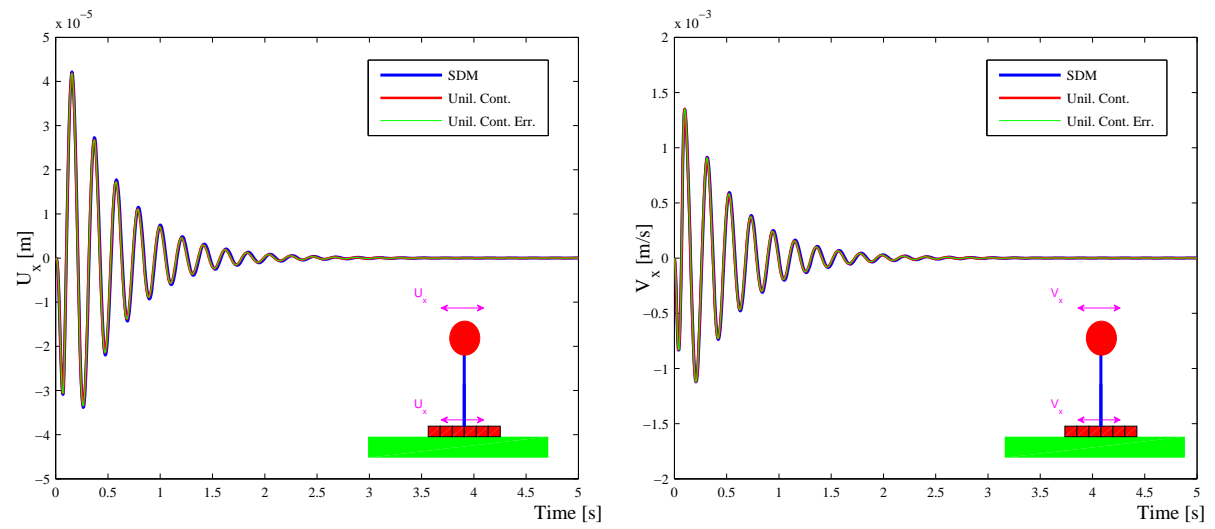 x 10−5
5
4
3
2
1
0
−1
−2
−3
−4
−5
U_x [m]
0 0.5 1 1.5 2 2.5 3 3.5 4 4.5 5
Time [s]
SDM
Unil. Cont.
Unil. Cont. Err.
U_x
U_x
x 10−3
2
1.5
1
0.5
0
−0.5
−1
−1.5
−2
V_x [m/s]
0 0.5 1 1.5 2 2.5 3 3.5 4 4.5 5
Time [s]
SDM
Unil. Cont.
Unil. Cont. Err.
V_x
V_x